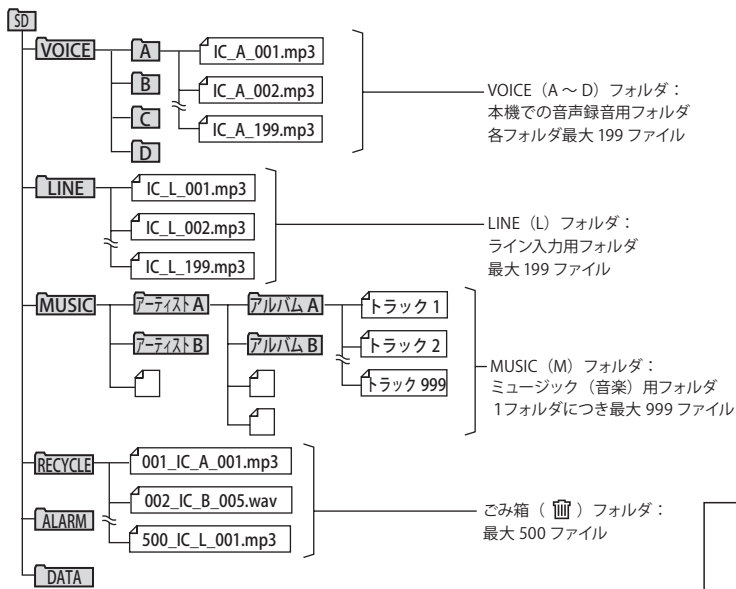 SD
VOICE
A
B
C
D
IC_A_001.mp3
IC_A_002.mp3
IC_A_199.mp3
VOICE（A ～ D）フォルダ：
本機での音声録音用フォルダ
各フォルダ最大 199 ファイル
LINE
IC_L_001.mp3
IC_L_002.mp3
IC_L_199.mp3
LINE（L）フォルダ：
ライン入力用フォルダ
最大 199 ファイル
MUSIC
アーティスト A
アーティスト B
アルバム A
アルバム B
トラック 1
トラック 2
トラック 999
MUSIC（M）フォルダ：
ミュージック（音楽）用フォルダ
1フォルダにつき最大 999 ファイル
RECYCLE
001_IC_A_001.mp3
002_IC_B_005.wav
500_IC_L_001.mp3
ごみ箱（ ）フォルダ：
最大 500 ファイル
ALARM
DATA